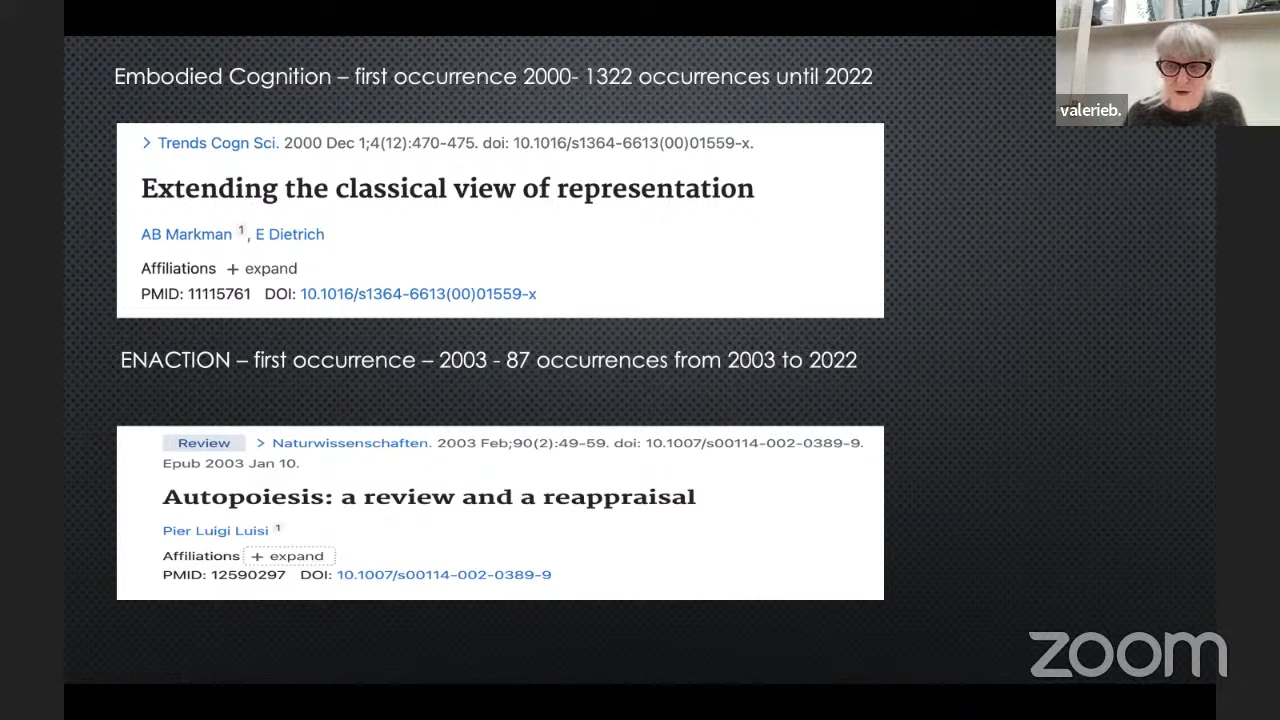 Embodied Cognition – first occurrence 2000- 1322 occurrences until 2022
valerieb.
> Trends Cogn Sci. 2000 Dec 1;4(12):470-475. doi: 10.1016/s1364-6613(00)01559-x.
Extending the classical view of representation
AB Markman 1, E Dietrich
Affiliations + expand
PMID: 11115761 DOI: 10.1016/s1364-6613(00)01559-x
ENACTION – first occurrence – 2003 - 87 occurrences from 2003 to 2022
Review > Naturwissenschaften. 2003 Feb;90(2):49-59. doi: 10.1007/s00114-002-0389-9.
Epub 2003 Jan 10.
Autopoiesis: a review and a reappraisal
Pier Luigi Luisi 1
Affiliations + expand
PMID: 12590297 DOI: 10.1007/s00114-002-0389-9
zoom